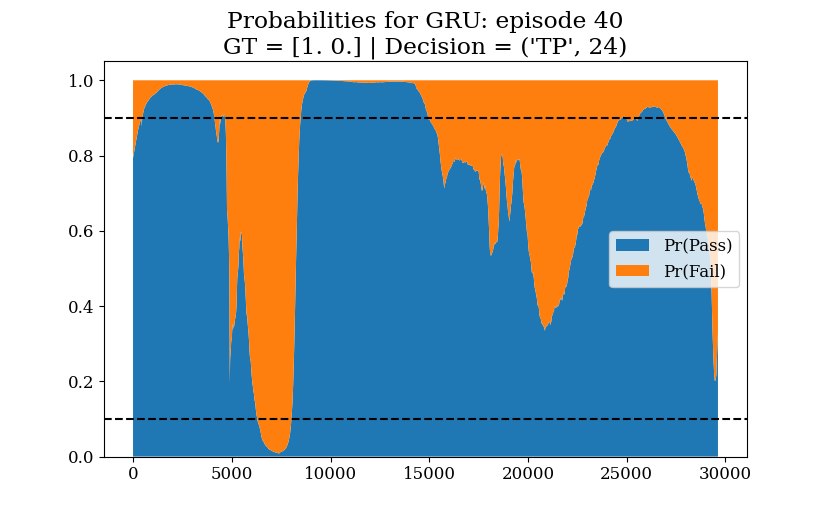 Probabilities for GRU: episode 40
GT = [1. 0.] | Decision = ('TP', 24)
1.0
0.8
0.6
0.4
0.2
0.0
Pr(Pass)
Pr(Fail)
0 5000 10000 15000 20000 25000 30000